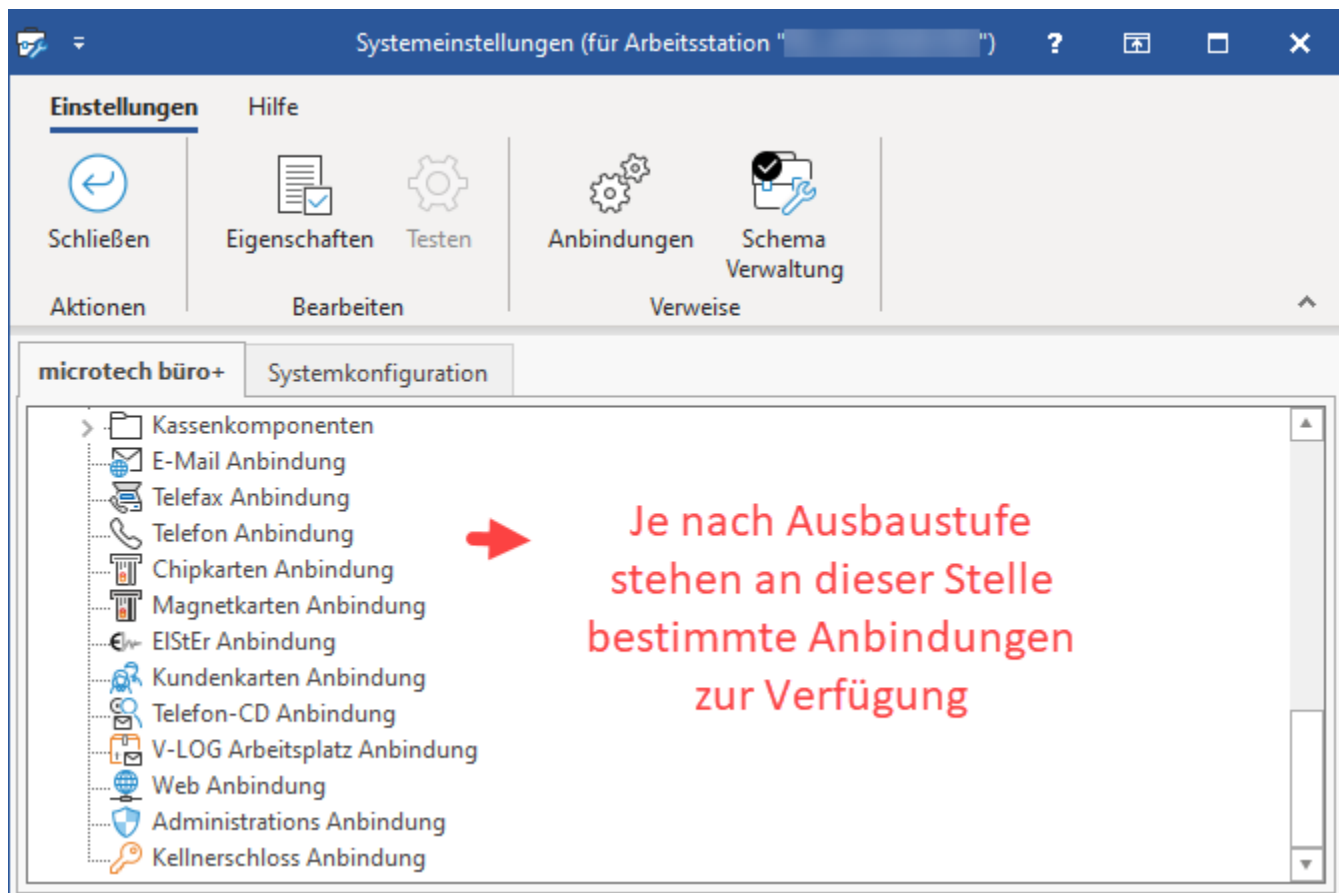 Systemeinstellungen (für Arbeitsstation "")
?
Einstellungen Hilfe
Schließen Eigenschaften Testen Anbindungen Schema
Verwaltung
Aktionen Bearbeiten Verweise
microtech büro+ Systemkonfiguration
Kassenkomponenten
E-Mail Anbindung
Telefax Anbindung
Telefon Anbindung
Chipkarten Anbindung
Magnetkarten Anbindung
ElStEr Anbindung
Kundenkarten Anbindung
Telefon-CD Anbindung
V-LOG Arbeitsplatz Anbindung
Web Anbindung
Administrations Anbindung
Kellnerschloss Anbindung
Je nach Ausbaustufe
stehen an dieser Stelle
bestimmte Anbindungen
zur Verfügung